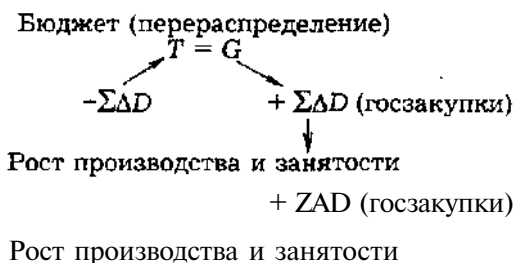 Бюджет (перераспределение)
T = G
−ΣΔD + ΣΔD (госзакупки)
Рост производства и занятости
+ ZAD (госзакупки)
Рост производства и занятости